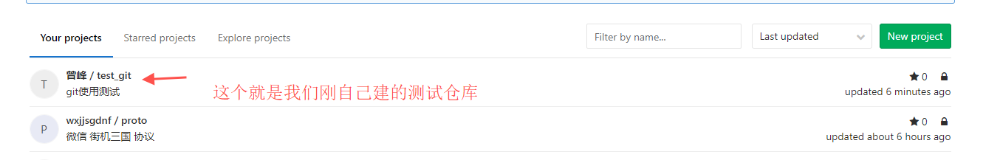 Your projects Starred projects Explore projects Filter by name... Last updated New project
T 曾峰 / test_git 0
git使用测试 updated 6 minutes ago
这个就是我们刚自己建的测试仓库
P wxjjsgdnf / proto 0
微信 街机三国 协议 updated about 6 hours ago